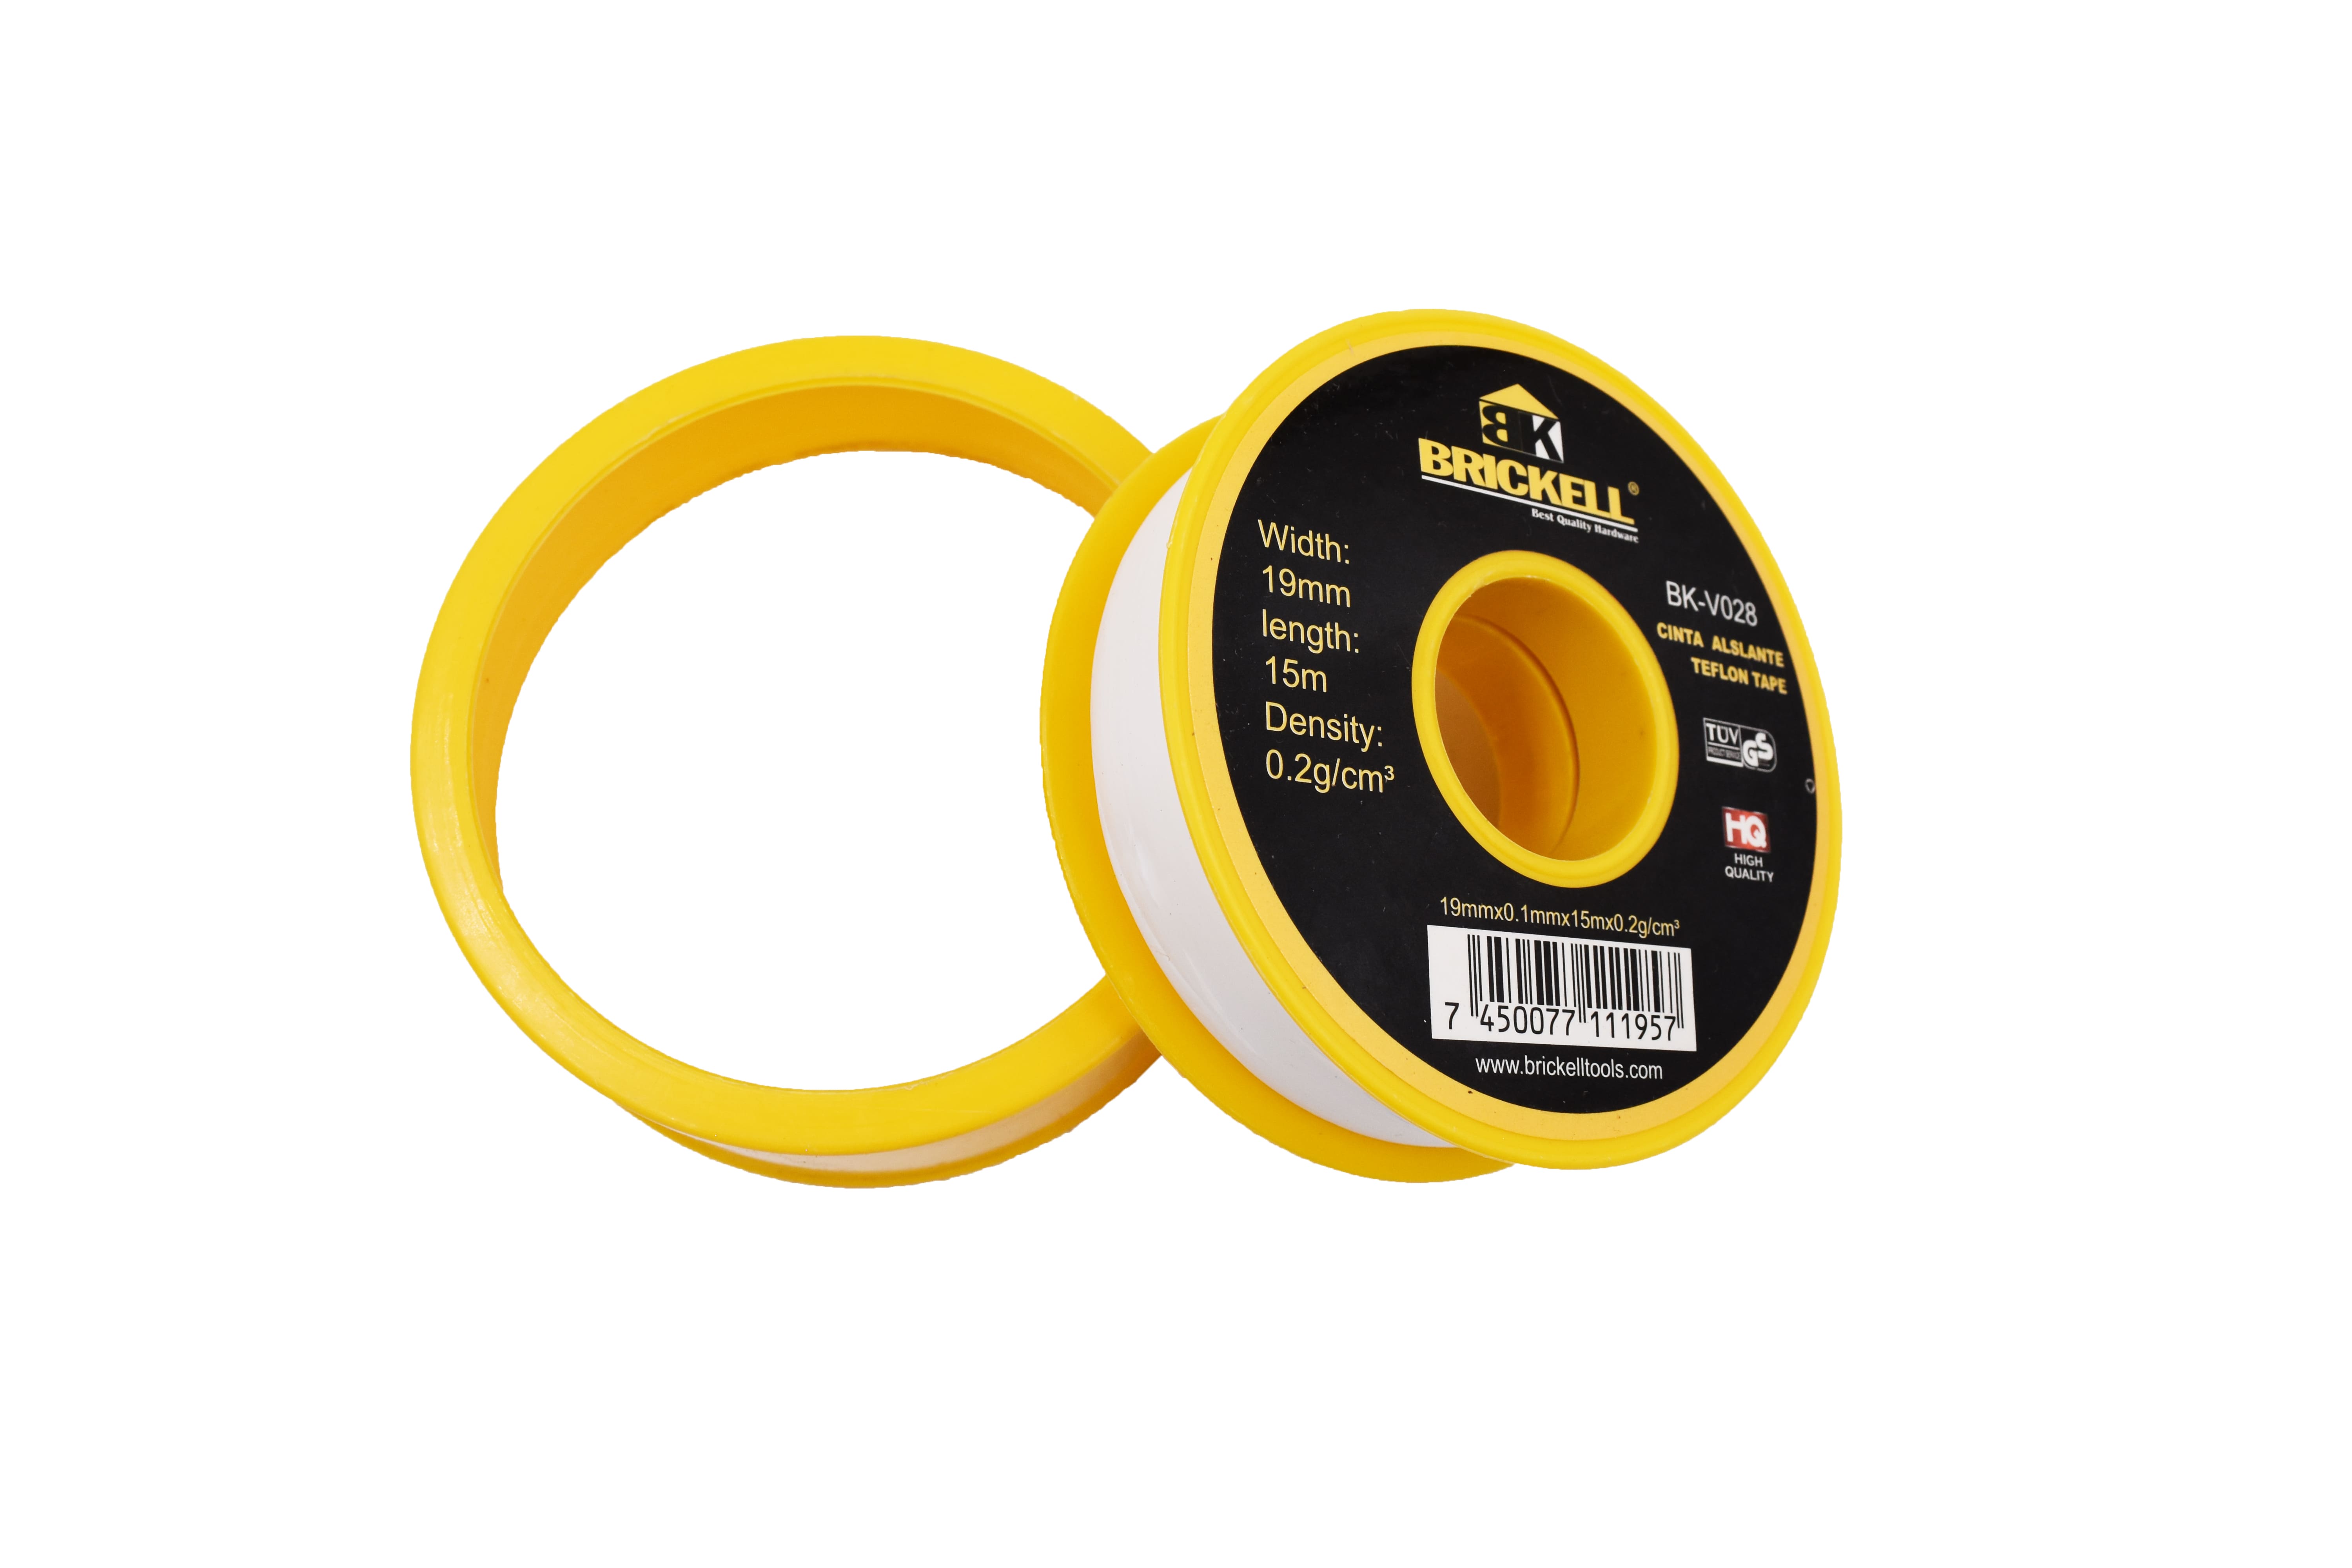 BK
BRICKELL®
Best Quality Hardware
Width:
19mm
length:
15m
Density:
0.2g/cm³
BK-V028
CINTA ALSLANTE
TEFLON TAPE
TÜV
PRODUCT SERVICE
GS
HQ
HIGH
QUALITY
19mmx0.1mmx15mx0.2g/cm³
7 450077 111957
www.brickelltools.com